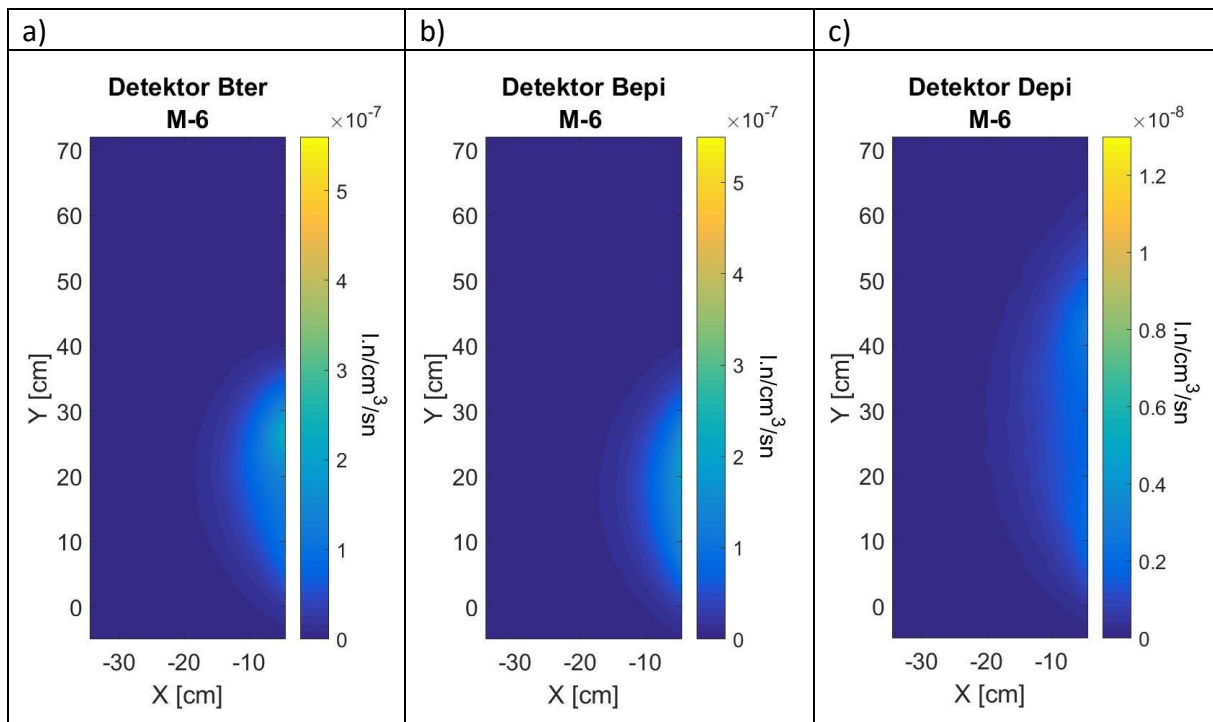 a)
Detektor Bter
M-6
×10⁻⁷
70
60
50
40
30
20
10
0
Y [cm]
-30 -20 -10
X [cm]
5
4
3
2
1
0
I.n/cm³/sn
b)
Detektor Bepi
M-6
×10⁻⁷
70
60
50
40
30
20
10
0
Y [cm]
-30 -20 -10
X [cm]
5
4
3
2
1
0
I.n/cm³/sn
c)
Detektor Depi
M-6
×10⁻⁸
70
60
50
40
30
20
10
0
Y [cm]
-30 -20 -10
X [cm]
1.2
1
0.8
0.6
0.4
0.2
0
I.n/cm³/sn